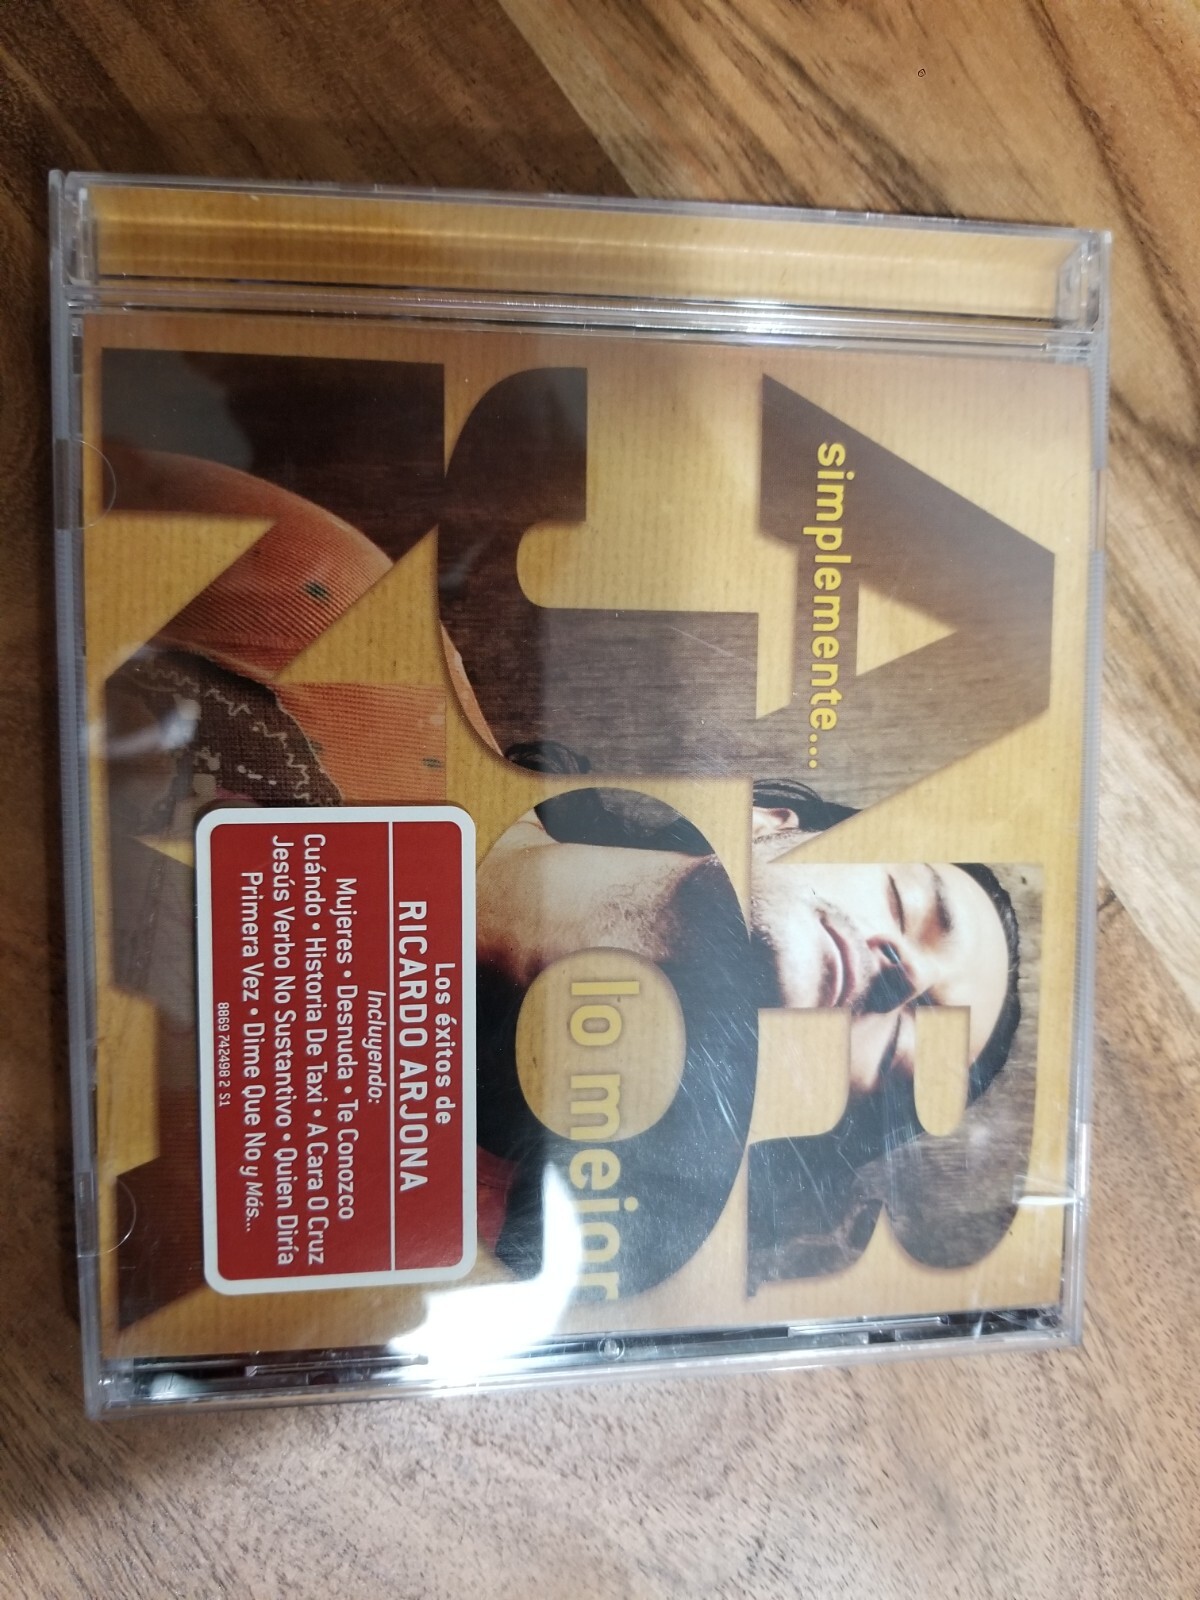 ARJONA
simplemente...
lo mejor
Los éxitos de
RICARDO ARJONA
Incluyendo:
Mujeres • Desnuda • Te Conozco
Cuándo • Historia De Taxi • A Cara O Cruz
Jesús Verbo No Sustantivo • Quien Diría
Primera Vez • Dime Que No y Más...
8869 742498 2 S1